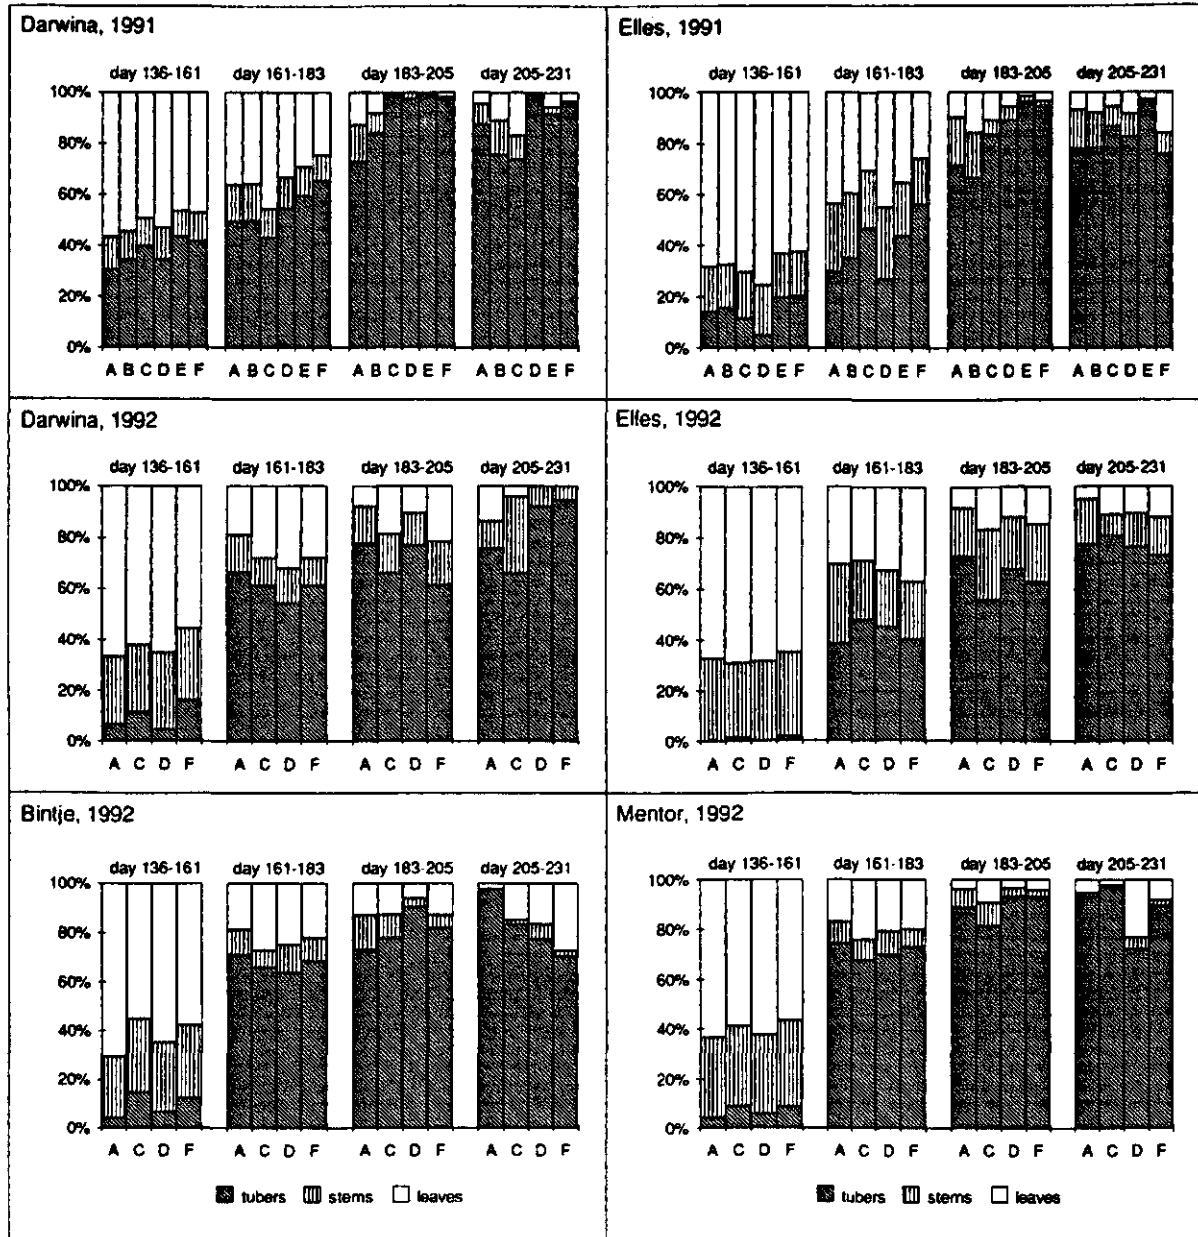 Darwina, 1991
day 136-161 day 161-183 day 183-205 day 205-231
100%
80%
60%
40%
20%
0%
A B C D E F A B C D E F A B C D E F A B C D E F
Elles, 1991
day 136-161 day 161-183 day 183-205 day 205-231
100%
80%
60%
40%
20%
0%
A B C D E F A B C D E F A B C D E F A B C D E F
Darwina, 1992
day 136-161 day 161-183 day 183-205 day 205-231
100%
80%
60%
40%
20%
0%
A C D F A C D F A C D F A C D F
Elles, 1992
day 136-161 day 161-183 day 183-205 day 205-231
100%
80%
60%
40%
20%
0%
A C D F A C D F A C D F A C D F
Bintje, 1992
day 136-161 day 161-183 day 183-205 day 205-231
100%
80%
60%
40%
20%
0%
A C D F A C D F A C D F A C D F
tubers stems leaves
Mentor, 1992
day 136-161 day 161-183 day 183-205 day 205-231
100%
80%
60%
40%
20%
0%
A C D F A C D F A C D F A C D F
tubers stems leaves